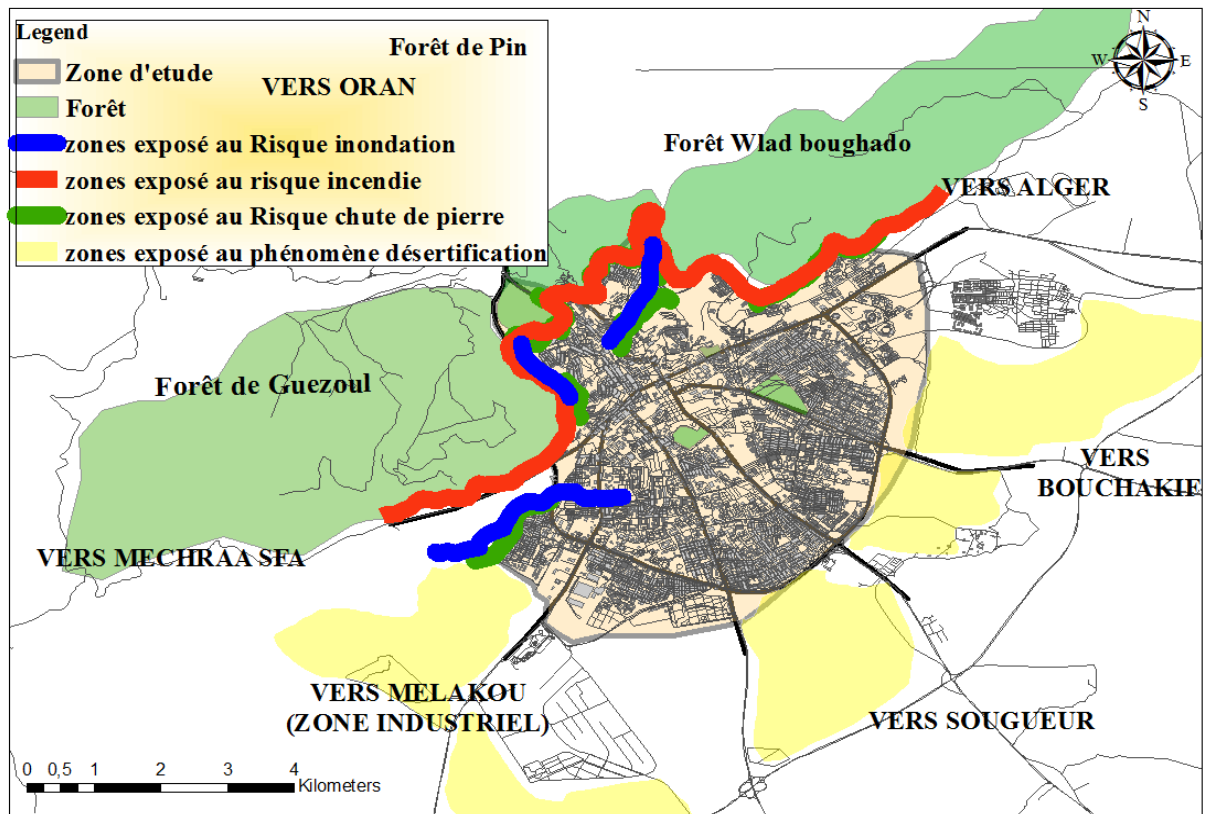 Legend
Zone d'etude
Forêt
zones exposé au Risque inondation
zones exposé au risque incendie
zones exposé au Risque chute de pierre
zones exposé au phénomène désertification
Forêt de Pin
VERS ORAN
N
W
E
S
Forêt Wlad boughado
VERS ALGER
Forêt de Guezoul
VERS
BOUCHAKIE
VERS MECHRAA SFA
VERS MELAKOU
(ZONE INDUSTRIEL)
VERS SOUGUEUR
0 0,5 1 2 3 4
Kilometers